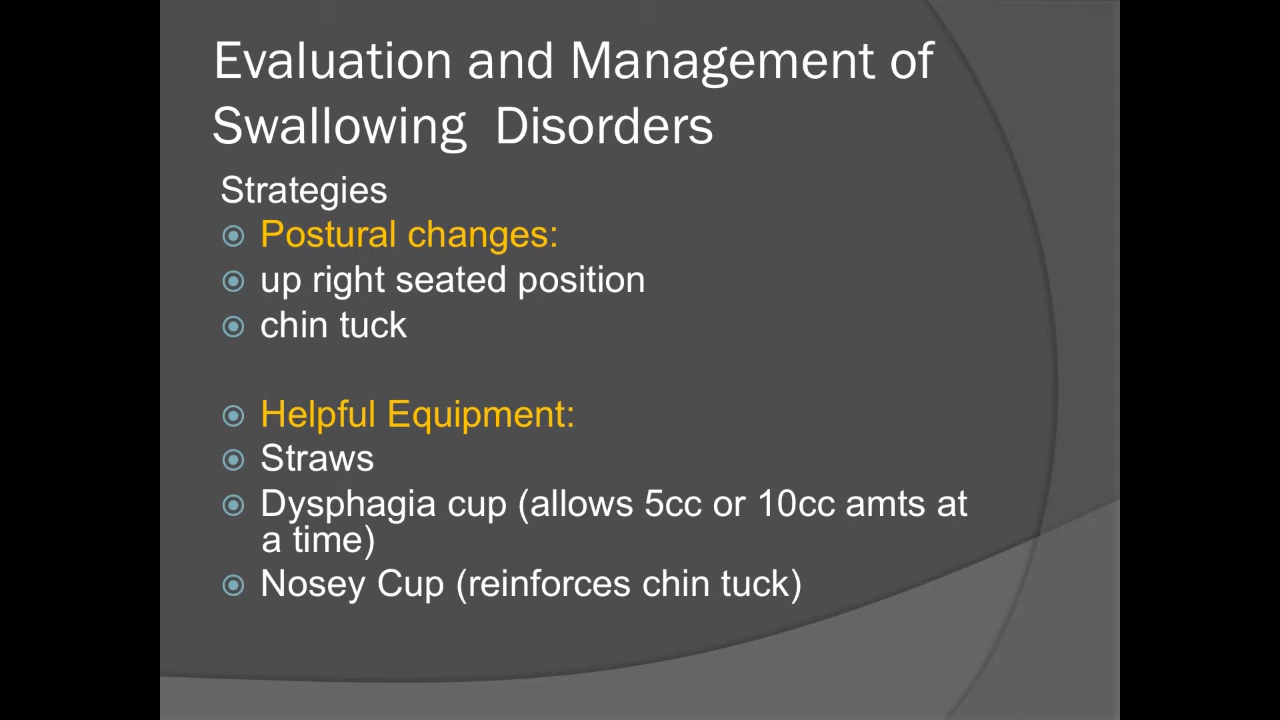 Evaluation and Management of
Swallowing  Disorders
Strategies
Postural changes:
up right seated position
chin tuck
Helpful Equipment:
Straws
Dysphagia cup (allows 5cc or 10cc amts at
a time)
Nosey Cup (reinforces chin tuck)